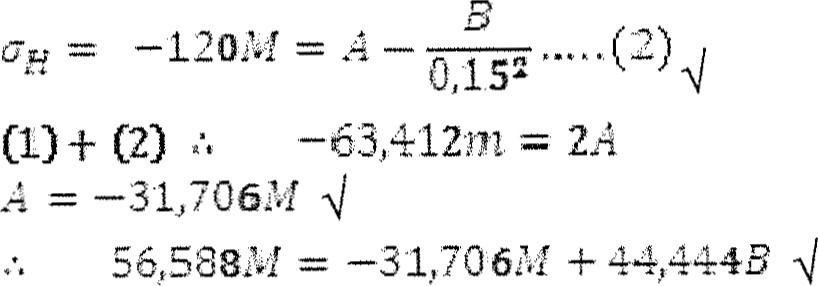 σ_H = −120M = A − B/0,15² .....(2) √
(1) + (2) ∴ −63,412m = 2A
A = −31,706M √
∴ 56,588M = −31,706M + 44,444B √